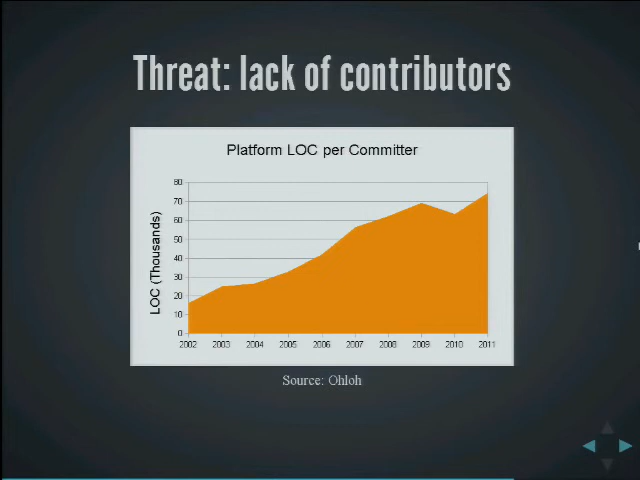 Threat: lack of contributors
Platform LOC per Committer
LOC (Thousands)
80
70
60
50
40
30
20
10
0
2002 2003 2004 2005 2006 2007 2008 2009 2010 2011
Source: Ohloh